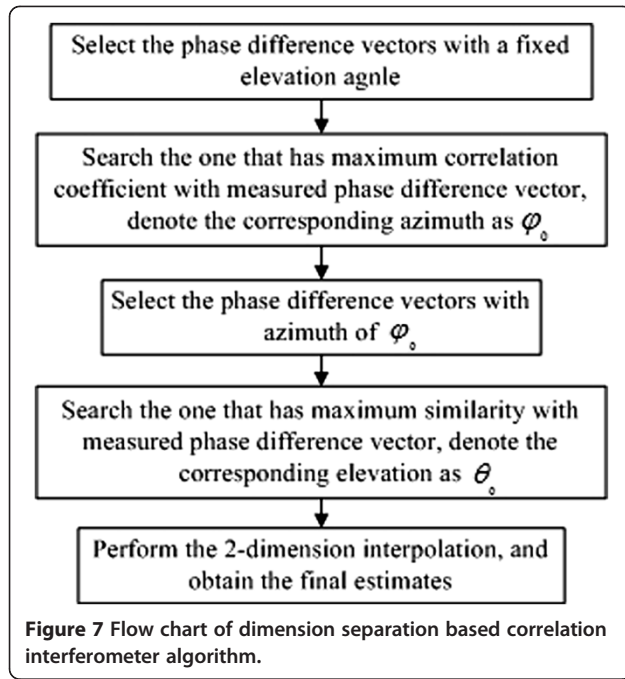 Select the phase difference vectors with a fixed
elevation agnle
Search the one that has maximum correlation
coefficient with measured phase difference vector,
denote the corresponding azimuth as φ₀
Select the phase difference vectors with
azimuth of φ₀
Search the one that has maximum similarity with
measured phase difference vector, denote the
corresponding elevation as θ₀
Perform the 2-dimension interpolation, and
obtain the final estimates
Figure 7 Flow chart of dimension separation based correlation
interferometer algorithm.